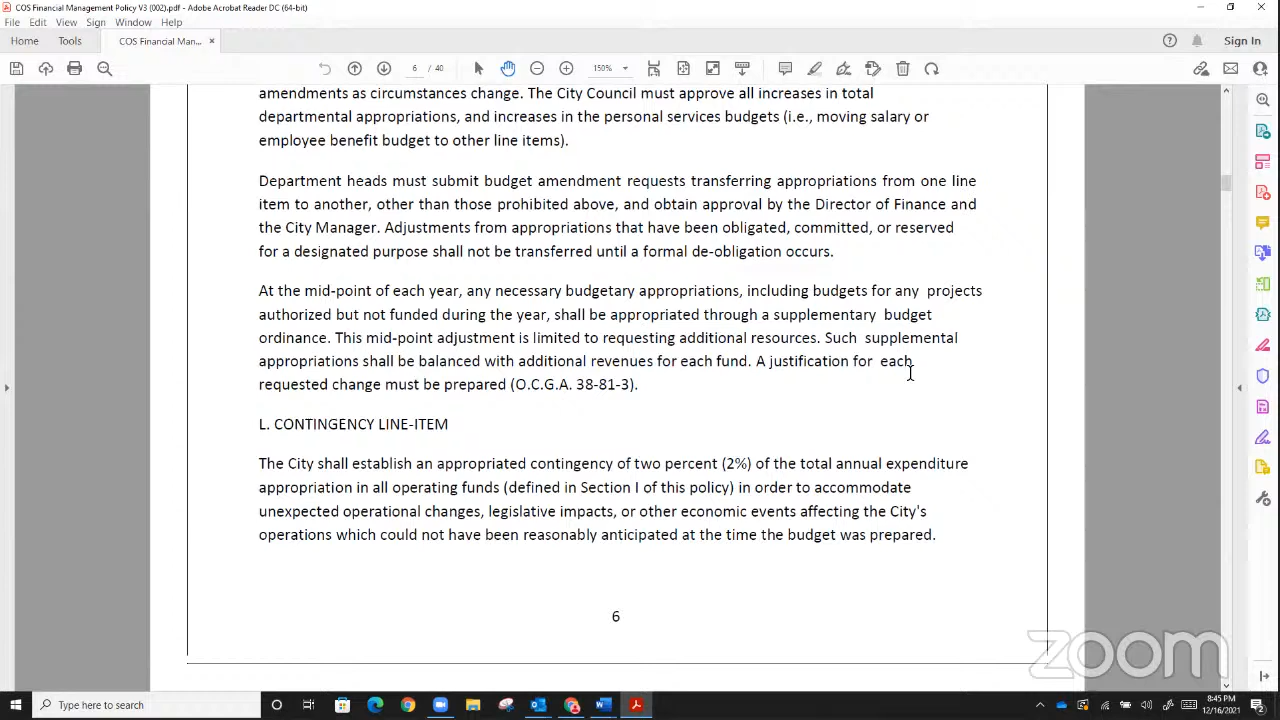 COS Financial Management Policy V3 (002).pdf - Adobe Acrobat Reader DC (64-bit)
File Edit View Sign Window Help
Home Tools COS Financial Man... × Sign In
6 / 40 150%
amendments as circumstances change. The City Council must approve all increases in total
departmental appropriations, and increases in the personal services budgets (i.e., moving salary or
employee benefit budget to other line items).
Department heads must submit budget amendment requests transferring appropriations from one line
item to another, other than those prohibited above, and obtain approval by the Director of Finance and
the City Manager. Adjustments from appropriations that have been obligated, committed, or reserved
for a designated purpose shall not be transferred until a formal de-obligation occurs.
At the mid-point of each year, any necessary budgetary appropriations, including budgets for any projects
authorized but not funded during the year, shall be appropriated through a supplementary budget
ordinance. This mid-point adjustment is limited to requesting additional resources. Such supplemental
appropriations shall be balanced with additional revenues for each fund. A justification for each
requested change must be prepared (O.C.G.A. 38-81-3).
L. CONTINGENCY LINE-ITEM
The City shall establish an appropriated contingency of two percent (2%) of the total annual expenditure
appropriation in all operating funds (defined in Section I of this policy) in order to accommodate
unexpected operational changes, legislative impacts, or other economic events affecting the City's
operations which could not have been reasonably anticipated at the time the budget was prepared.
6
zoom
Type here to search
8:45 PM
12/16/2021